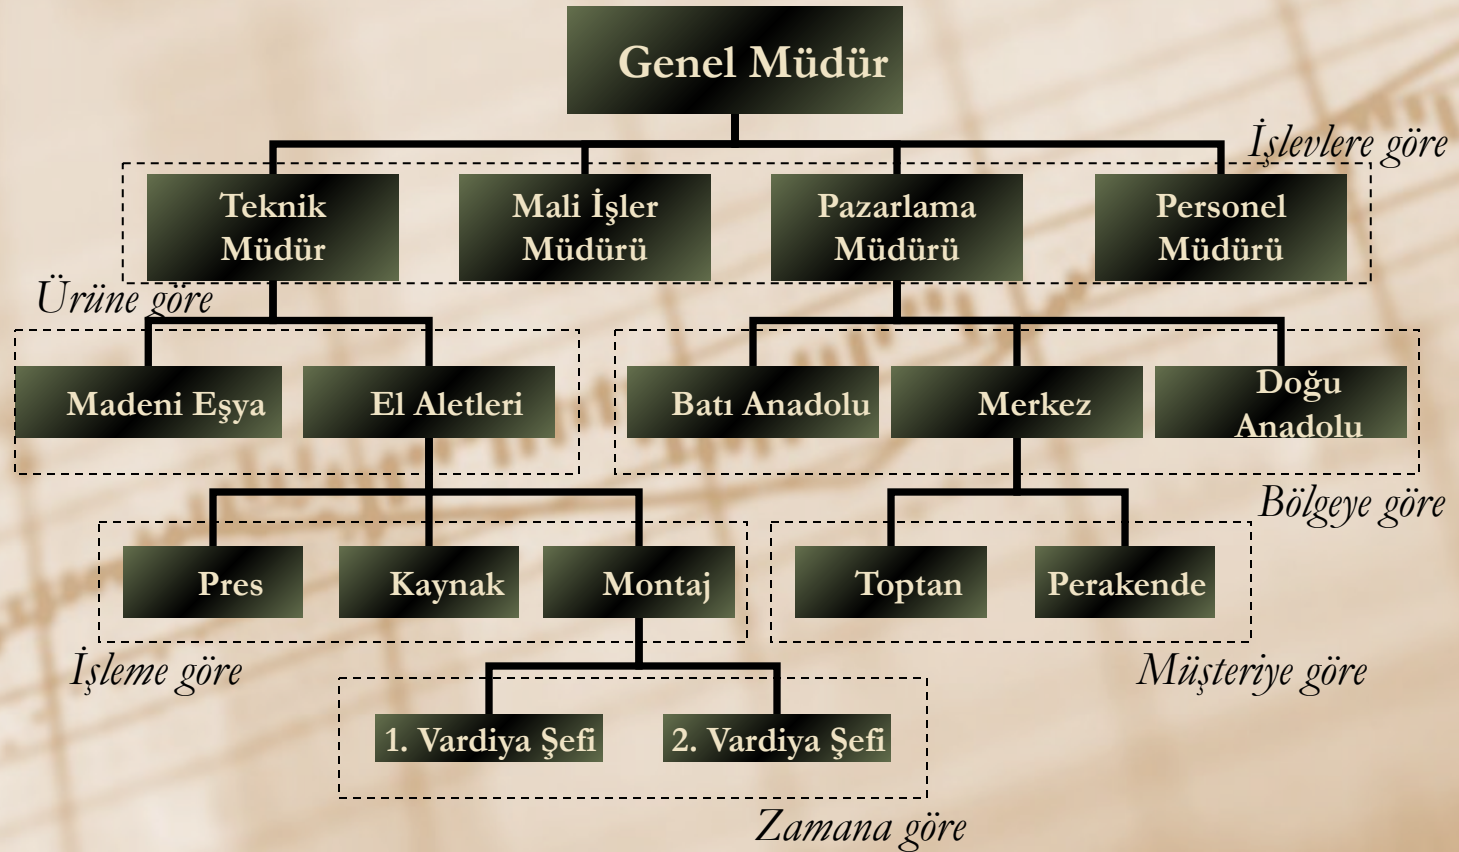 Genel Müdür
İşlevlere göre
Teknik
Müdür
Mali İşler
Müdürü
Pazarlama
Müdürü
Personel
Müdürü
Ürüne göre
Madeni Eşya
El Aletleri
Batı Anadolu
Merkez
Doğu
Anadolu
Bölgeye göre
Pres
Kaynak
Montaj
Toptan
Perakende
İşleme göre
Müşteriye göre
1. Vardiya Şefi
2. Vardiya Şefi
Zamana göre